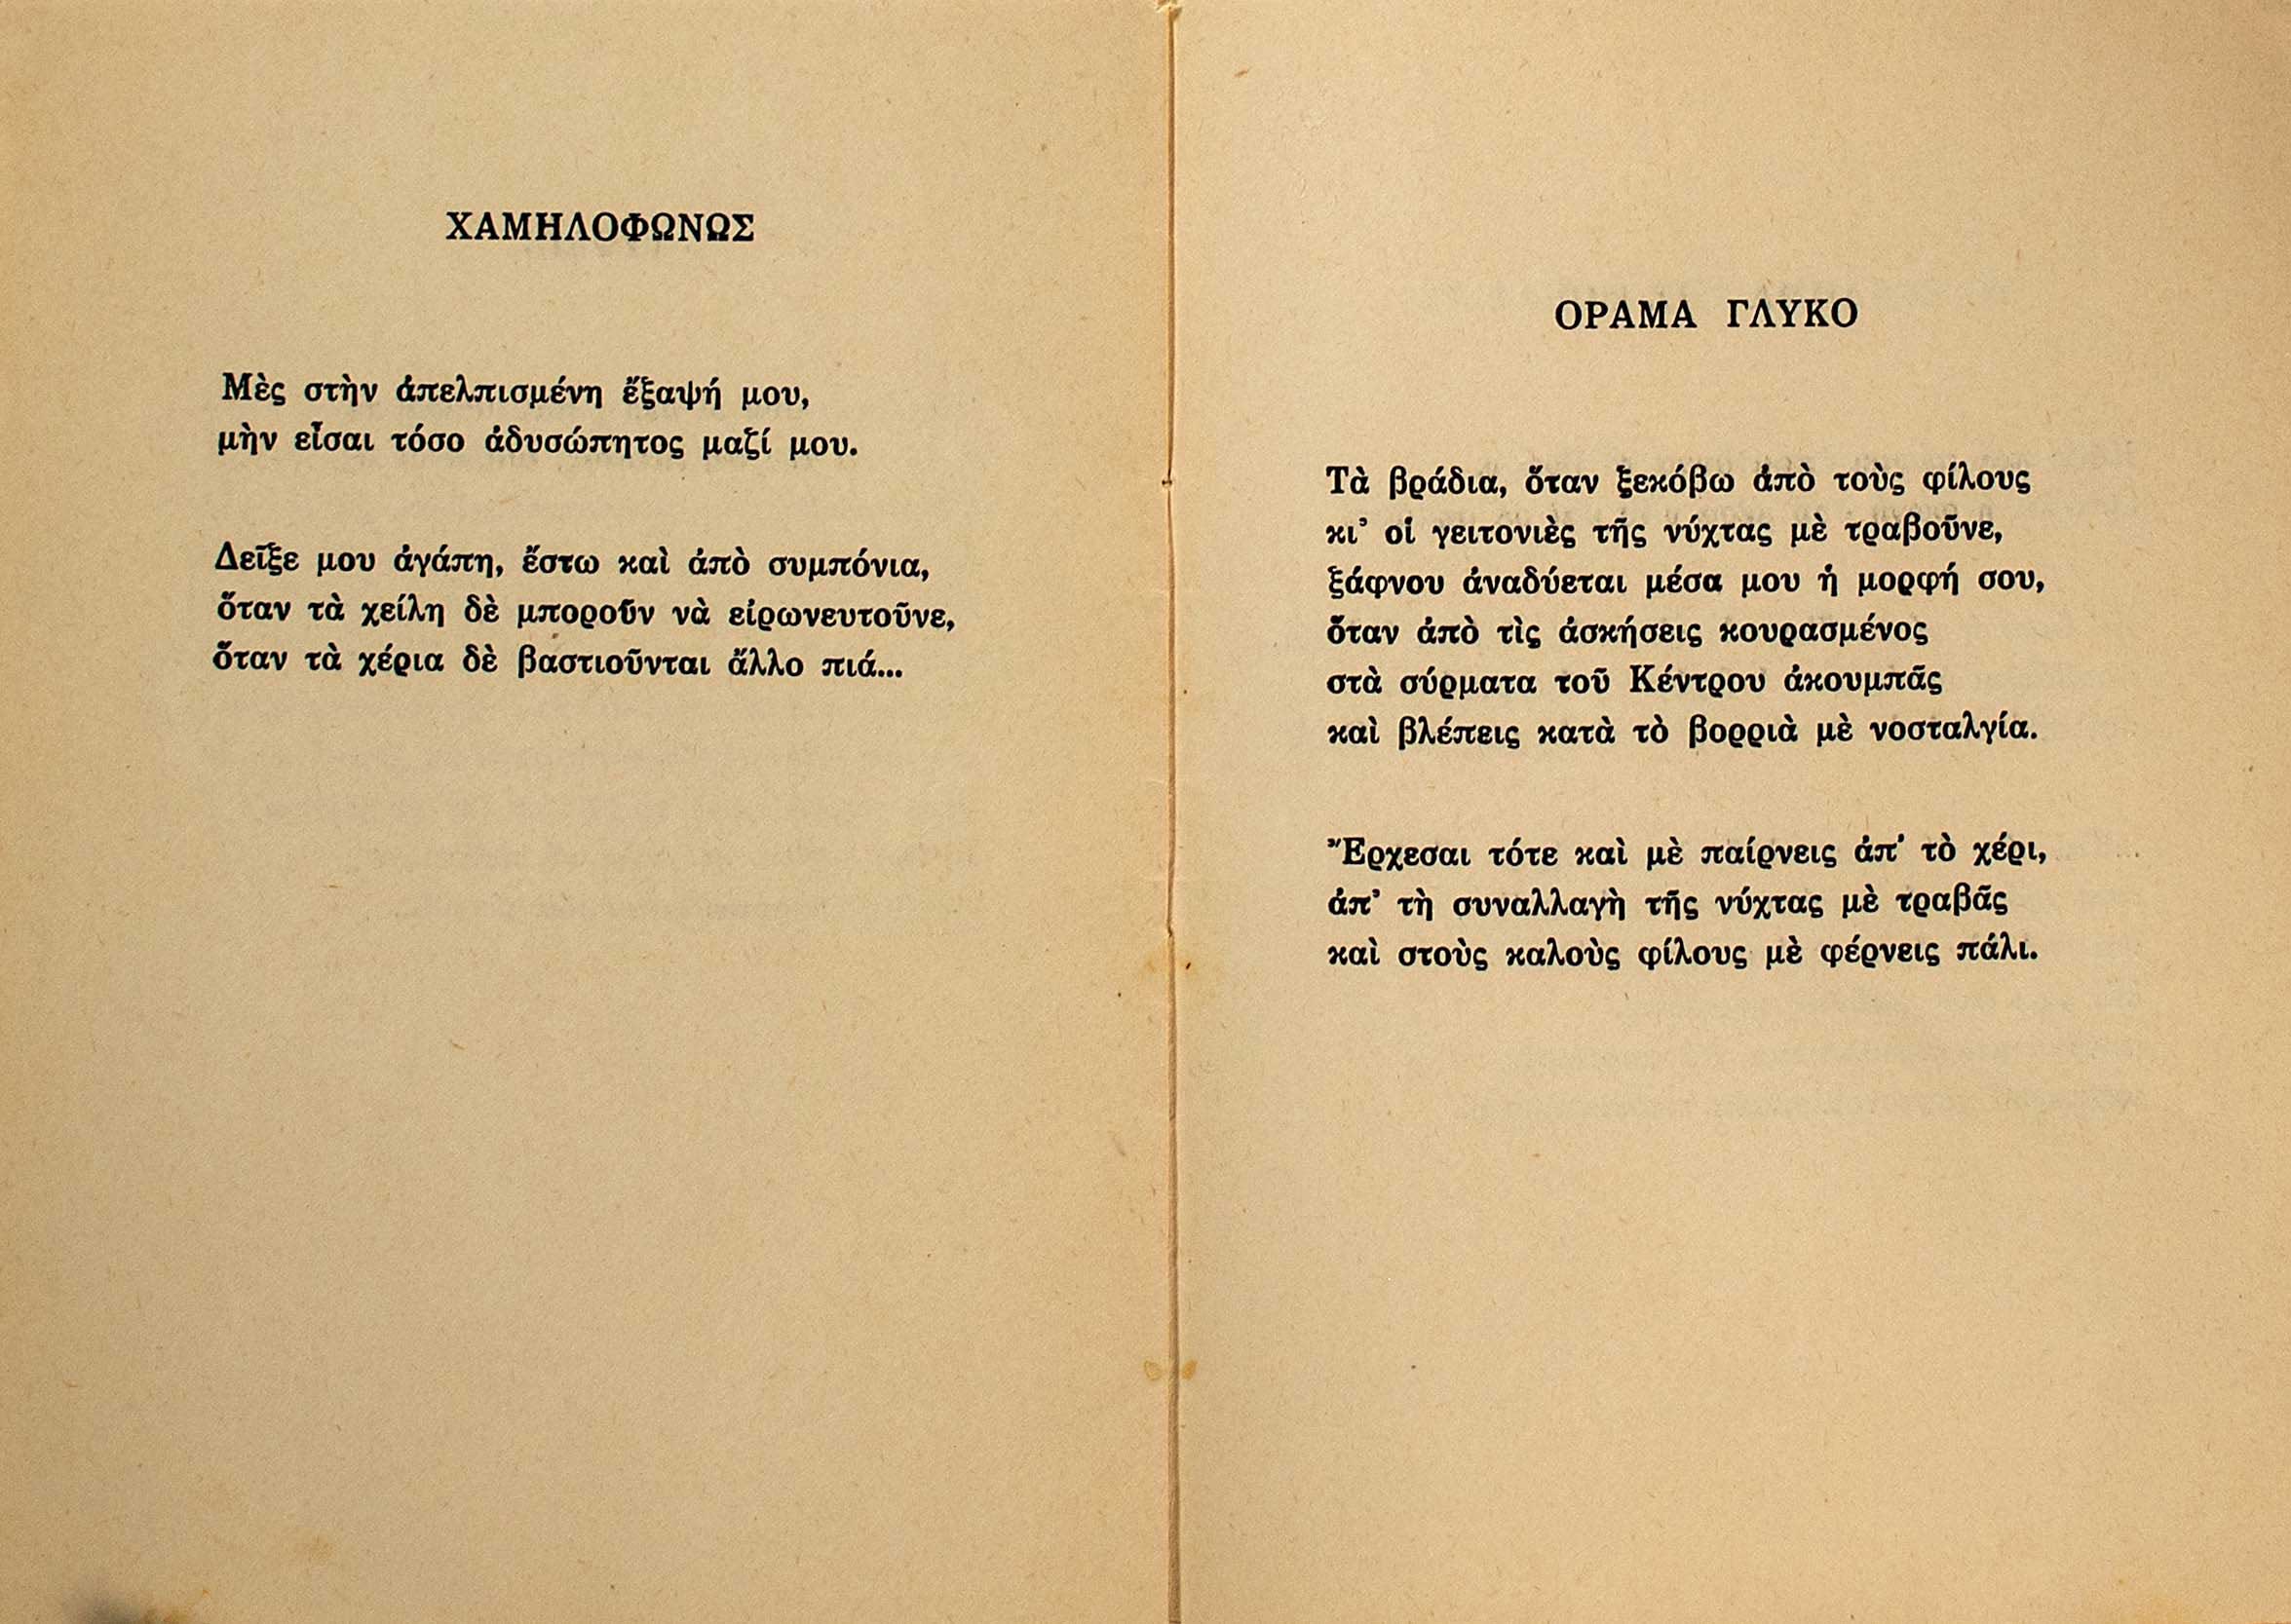 ΧΑΜΗΛΟΦΩΝΩΣ
Μὲς στὴν ἀπελπισμένη ἔξαψή μου,
μὴν εἶσαι τόσο ἀδυσώπητος μαζί μου.
Δεῖξε μου ἀγάπη, ἔστω καὶ ἀπὸ συμπόνια,
ὅταν τὰ χείλη δὲ μποροῦν νὰ εἰρωνευτοῦνε,
ὅταν τὰ χέρια δὲ βαστιοῦνται ἄλλο πιά...
ΟΡΑΜΑ ΓΛΥΚΟ
Τὰ βράδια, ὅταν ξεκόβω ἀπὸ τοὺς φίλους
κι’ οἱ γειτονιὲς τῆς νύχτας μὲ τραβοῦνε,
ξάφνου ἀναδύεται μέσα μου ἡ μορφή σου,
ὅταν ἀπὸ τὶς ἀσκήσεις κουρασμένος
στὰ σύρματα τοῦ Κέντρου ἀκουμπᾶς
καὶ βλέπεις κατὰ τὸ βορριὰ μὲ νοσταλγία.
Ἔρχεσαι τότε καὶ μὲ παίρνεις ἀπ’ τὸ χέρι,
ἀπ’ τὴ συναλλαγὴ τῆς νύχτας μὲ τραβᾶς
καὶ στοὺς καλοὺς φίλους μὲ φέρνεις πάλι.